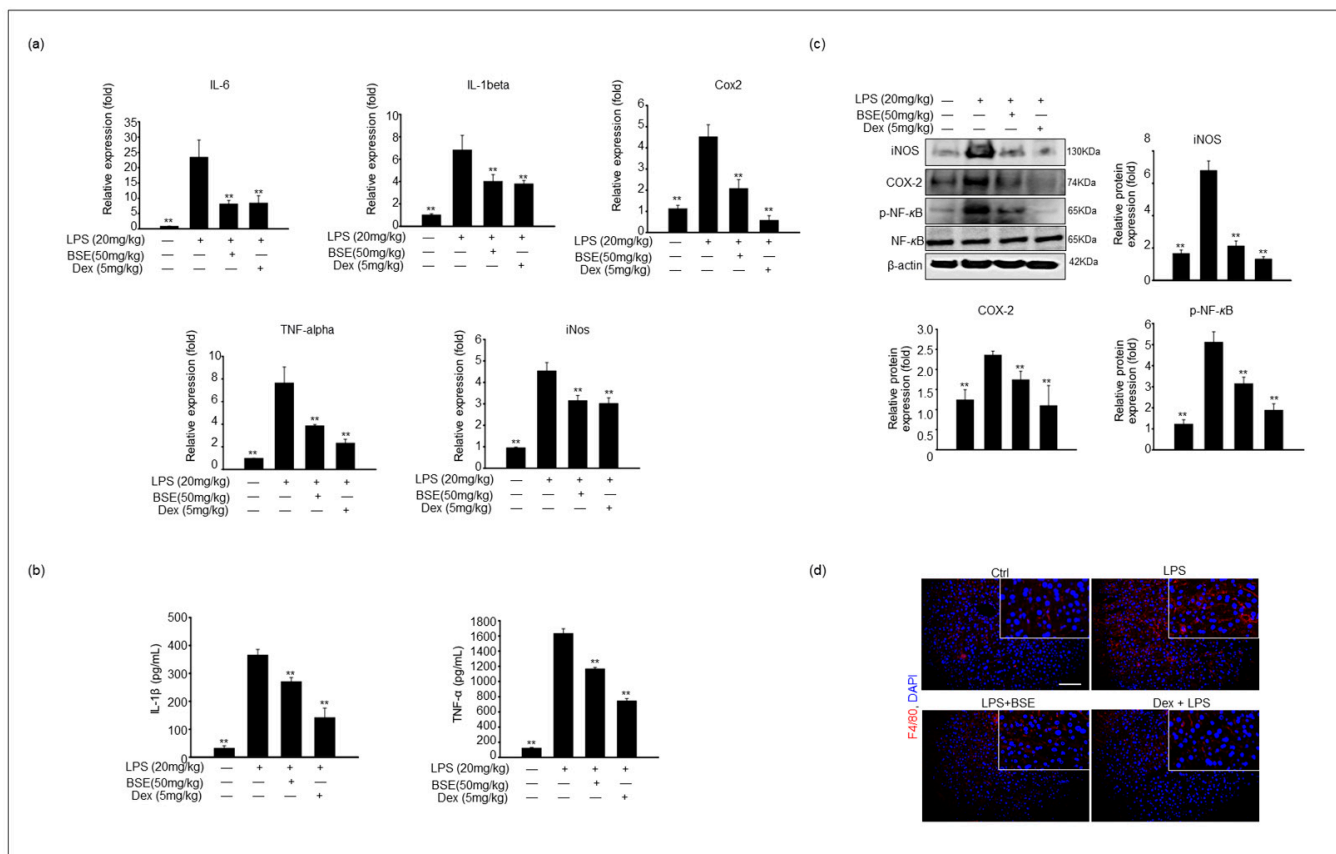 (a)
IL-6
Relative expression (fold)
35
30
25
20
15
10
5
0
** ** **
LPS (20mg/kg) — + + +
BSE(50mg/kg) — — + —
Dex (5mg/kg) — — — +
IL-1beta
Relative expression (fold)
10
8
6
4
2
0
** ** **
LPS (20mg/kg) — + + +
BSE(50mg/kg) — — + —
Dex (5mg/kg) — — — +
Cox2
Relative expression (fold)
6
5
4
3
2
1
0
** ** **
LPS (20mg/kg) — + + +
BSE(50mg/kg) — — + —
Dex (5mg/kg) — — — +
TNF-alpha
Relative expression (fold)
10
8
6
4
2
0
** ** **
LPS (20mg/kg) — + + +
BSE(50mg/kg) — — + —
Dex (5mg/kg) — — — +
iNos
Relative expression (fold)
6
5
4
3
2
1
0
** ** **
LPS (20mg/kg) — + + +
BSE(50mg/kg) — — + —
Dex (5mg/kg) — — — +
(b)
IL-1β (pg/mL)
500
400
300
200
100
0
** ** **
LPS (20mg/kg) — + + +
BSE(50mg/kg) — — + —
Dex (5mg/kg) — — — +
TNF-α (pg/mL)
1800
1600
1400
1200
1000
800
600
400
200
0
** ** **
LPS (20mg/kg) — + + +
BSE(50mg/kg) — — + —
Dex (5mg/kg) — — — +
(c)
LPS (20mg/kg) — + + +
BSE(50mg/kg) — — + —
Dex (5mg/kg) — — — +
iNOS 130KDa
COX-2 74KDa
p-NF-κB 65KDa
NF-κB 65KDa
β-actin 42KDa
iNOS
Relative protein
expression (fold)
8
6
4
2
0
** ** **
COX-2
Relative protein
expression (fold)
3.0
2.5
2.0
1.5
1.0
0.5
0
** ** **
p-NF-κB
Relative protein
expression (fold)
6
5
4
3
2
1
0
** ** **
(d)
Ctrl
LPS
LPS+BSE
Dex + LPS
F4/80, DAPI